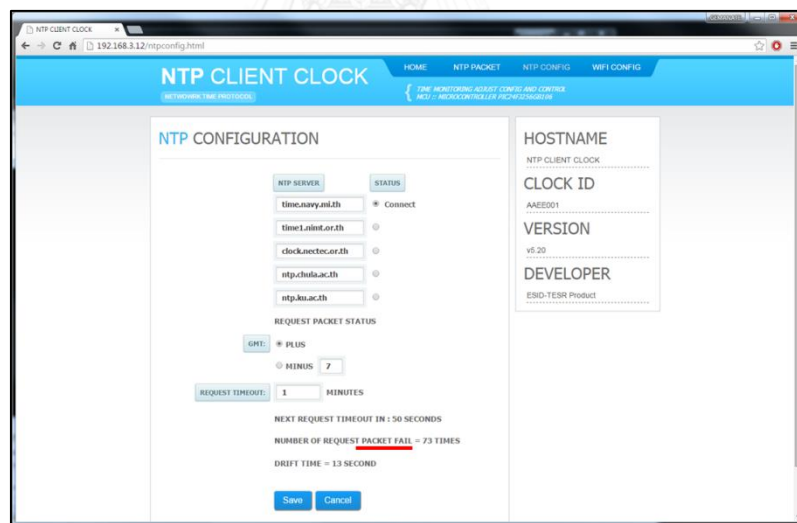 NTP CLIENT CLOCK
192.168.3.12/ntpconfig.html
NTP CLIENT CLOCK
NETWORK TIME PROTOCOL
HOME NTP PACKET NTP CONFIG WIFI CONFIG
TIME MONITORING ADJUST CONFIG AND CONTROL
MCU :: MICROCONTROLLER PIC24FJ256GB106
NTP CONFIGURATION
NTP SERVER STATUS
time.navy.mi.th Connect
time1.nimt.or.th
clock.nectec.or.th
ntp.chula.ac.th
ntp.ku.ac.th
REQUEST PACKET STATUS
GMT: PLUS
MINUS 7
REQUEST TIMEOUT: 1 MINUTES
NEXT REQUEST TIMEOUT IN : 50 SECONDS
NUMBER OF REQUEST PACKET FAIL = 73 TIMES
DRIFT TIME = 13 SECOND
Save Cancel
HOSTNAME
NTP CLIENT CLOCK
CLOCK ID
AAEE001
VERSION
v5.20
DEVELOPER
ESID-TESR Product